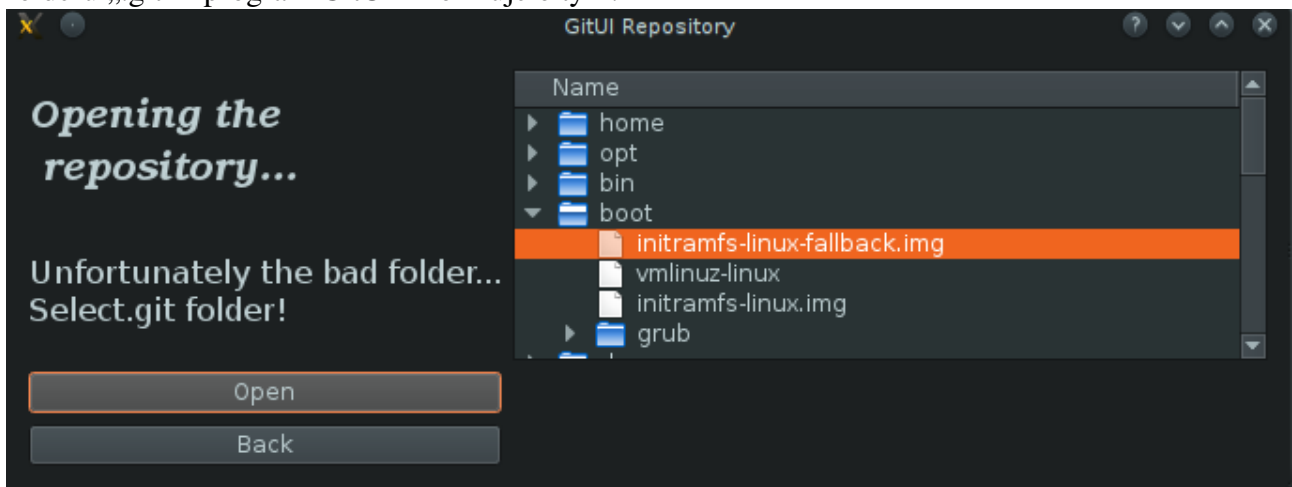 GitUI Repository
Opening the
repository...
Unfortunately the bad folder...
Select.git folder!
Open
Back
Name
home
opt
bin
boot
initramfs-linux-fallback.img
vmlinuz-linux
initramfs-linux.img
grub